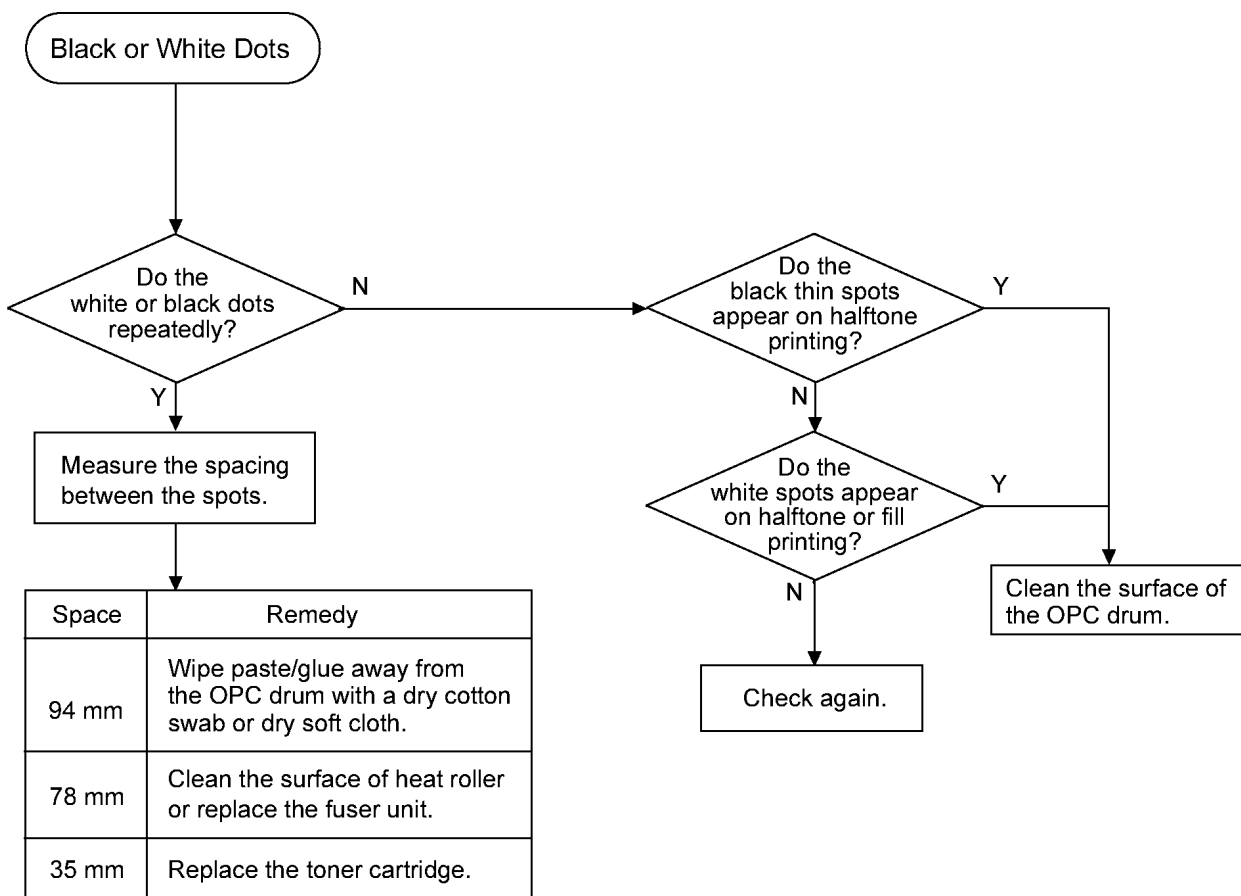 Black or White Dots
Do the
white or black dots
repeatedly?
N
Y
Measure the spacing
between the spots.
Space
Remedy
94 mm
Wipe paste/glue away from
the OPC drum with a dry cotton
swab or dry soft cloth.
78 mm
Clean the surface of heat roller
or replace the fuser unit.
35 mm
Replace the toner cartridge.
Do the
black thin spots
appear on halftone
printing?
Y
N
Do the
white spots appear
on halftone or fill
printing?
Y
N
Clean the surface of
the OPC drum.
Check again.